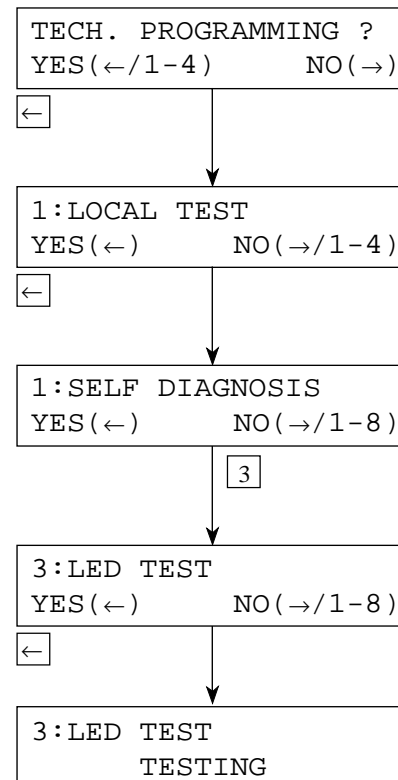 TECH. PROGRAMMING ?
YES(←/1-4) NO(→)
←
1:LOCAL TEST
YES(←) NO(→/1-4)
←
1:SELF DIAGNOSIS
YES(←) NO(→/1-8)
3
3:LED TEST
YES(←) NO(→/1-8)
←
3:LED TEST
TESTING